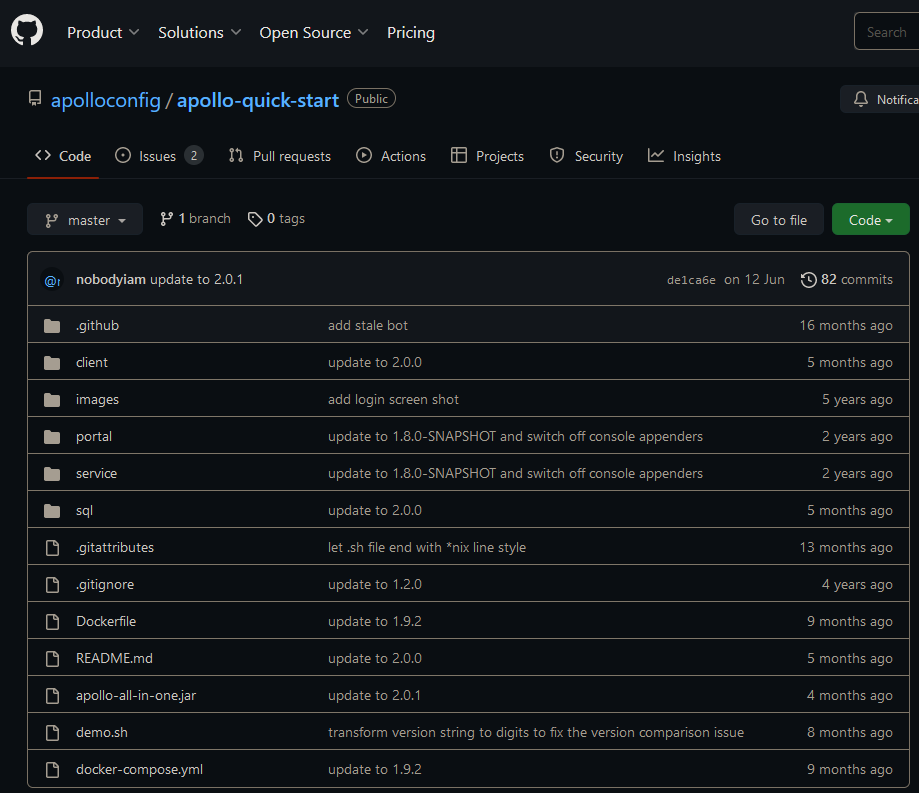 Product Solutions Open Source Pricing Search
apolloconfig / apollo-quick-start Public Notifica
Code Issues 2 Pull requests Actions Projects Security Insights
master 1 branch 0 tags Go to file Code
nobodyiam update to 2.0.1 de1ca6e on 12 Jun 82 commits
.github add stale bot 16 months ago
client update to 2.0.0 5 months ago
images add login screen shot 5 years ago
portal update to 1.8.0-SNAPSHOT and switch off console appenders 2 years ago
service update to 1.8.0-SNAPSHOT and switch off console appenders 2 years ago
sql update to 2.0.0 5 months ago
.gitattributes let .sh file end with *nix line style 13 months ago
.gitignore update to 1.2.0 4 years ago
Dockerfile update to 1.9.2 9 months ago
README.md update to 2.0.0 5 months ago
apollo-all-in-one.jar update to 2.0.1 4 months ago
demo.sh transform version string to digits to fix the version comparison issue 8 months ago
docker-compose.yml update to 1.9.2 9 months ago